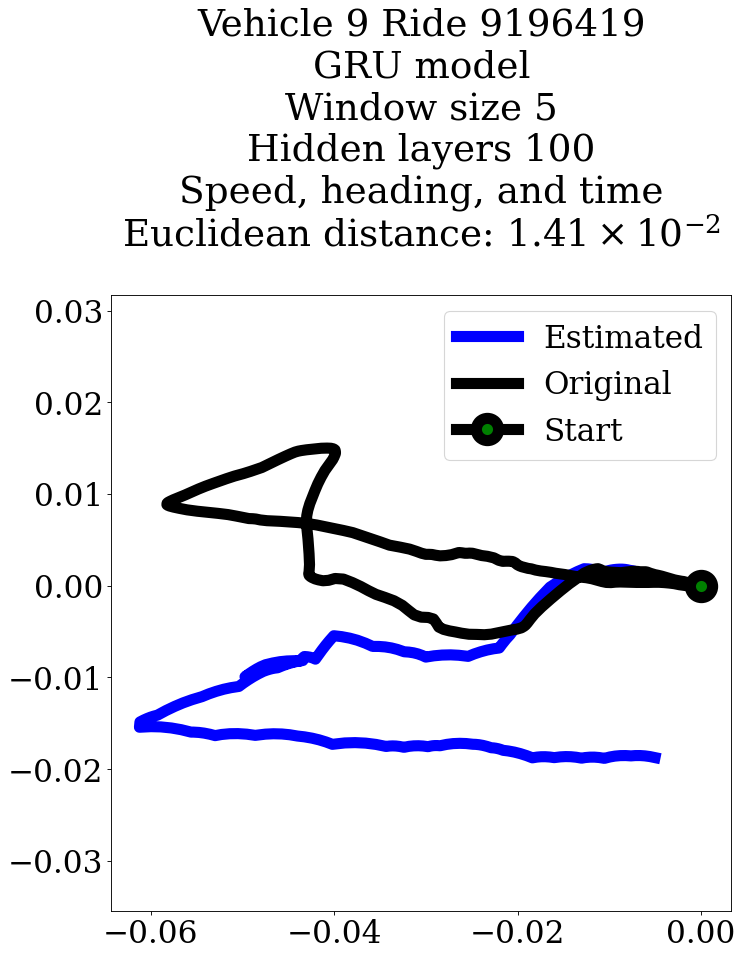 Vehicle 9 Ride 9196419
GRU model
Window size 5
Hidden layers 100
Speed, heading, and time
Euclidean distance: 1.41 × 10⁻²
Estimated
Original
Start
0.03
0.02
0.01
0.00
−0.01
−0.02
−0.03
−0.06
−0.04
−0.02
0.00